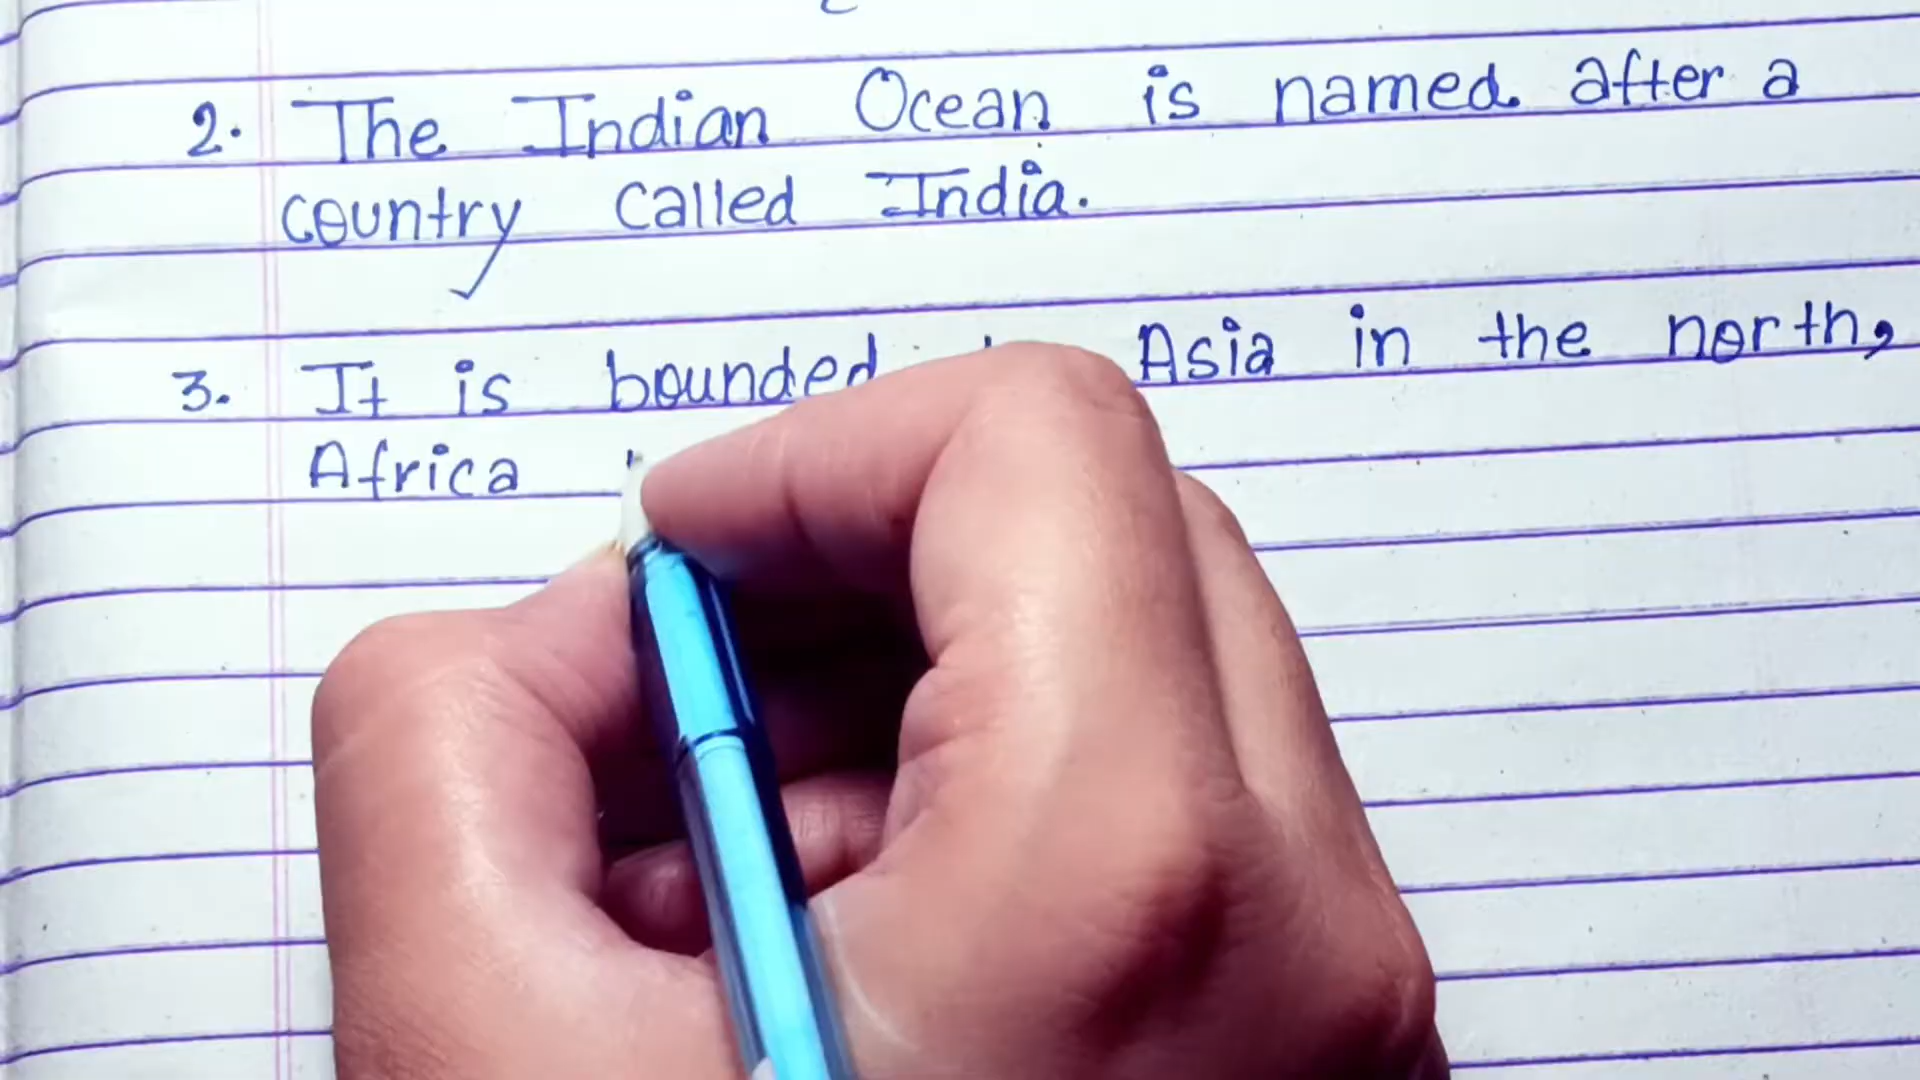 2. The Indian Ocean is named after a
country called India.
3. It is bounded Asia in the north,
Africa